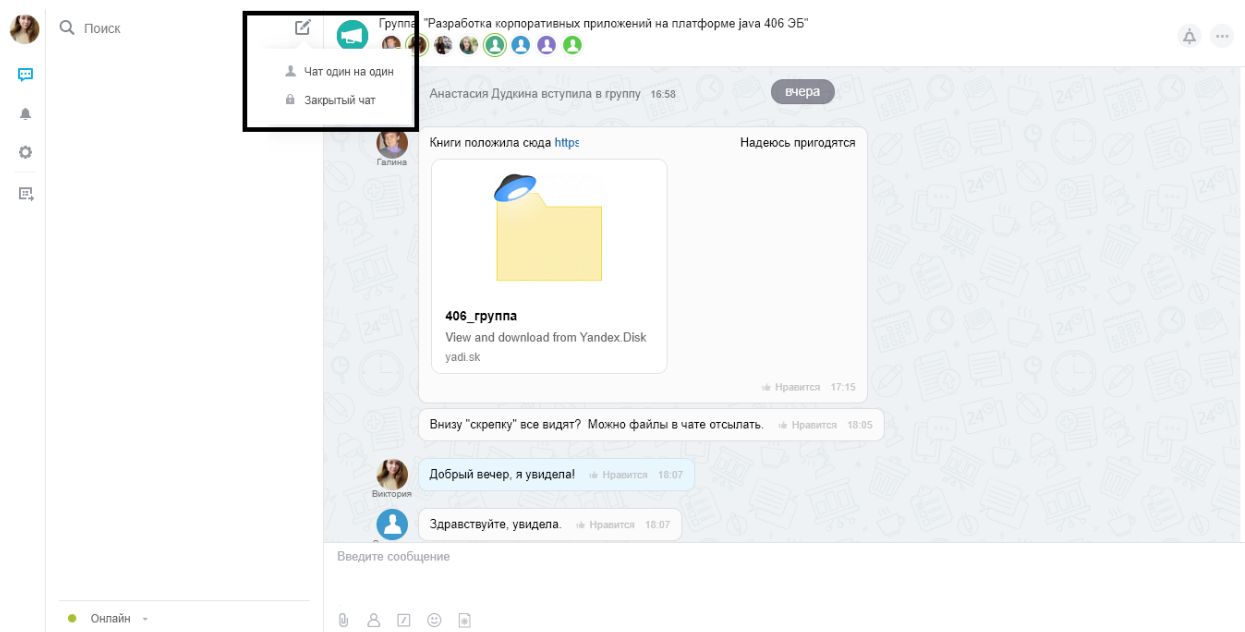 Поиск
Чат один на один
Закрытый чат
Группа "Разработка корпоративных приложений на платформе java 406 ЭБ"
Анастасия Дудкина вступила в группу 16:58
вчера
Галина
Книги положила сюда https
Надеюсь пригодятся
406_группа
View and download from Yandex.Disk
yadi.sk
Нравится 17:15
Внизу "скрепку" все видят? Можно файлы в чате отсылать. Нравится 18:05
Виктория
Добрый вечер, я увидела! Нравится 18:07
Здравствуйте, увидела. Нравится 18:07
Введите сообщение
Онлайн